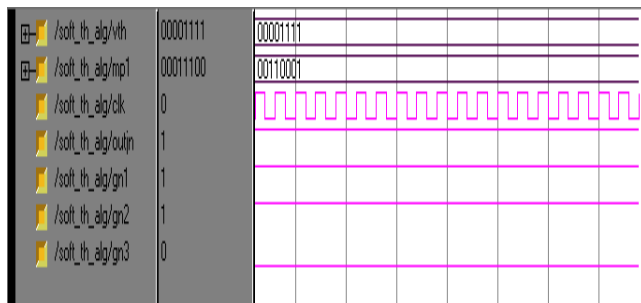 /soft_th_alg/vth 00001111 00001111
/soft_th_alg/mp1 00011100 00110001
/soft_th_alg/clk 0
/soft_th_alg/outjn 1
/soft_th_alg/gn1 1
/soft_th_alg/gn2 1
/soft_th_alg/gn3 0